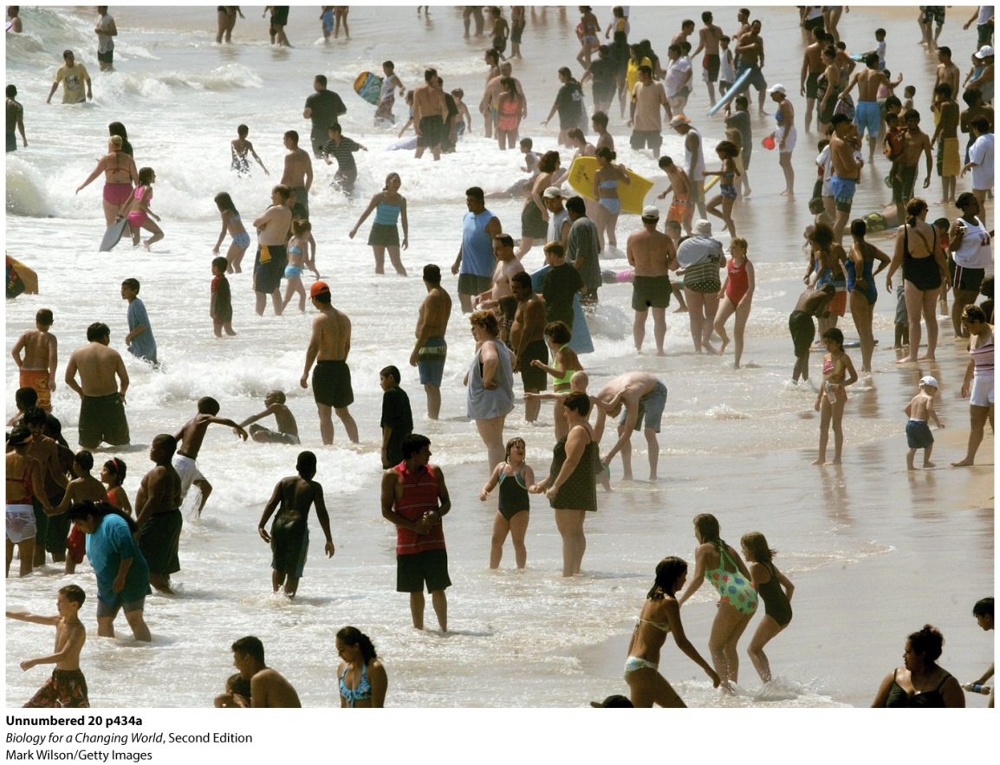 Unnumbered 20 p434a
Biology for a Changing World, Second Edition
Mark Wilson/Getty Images